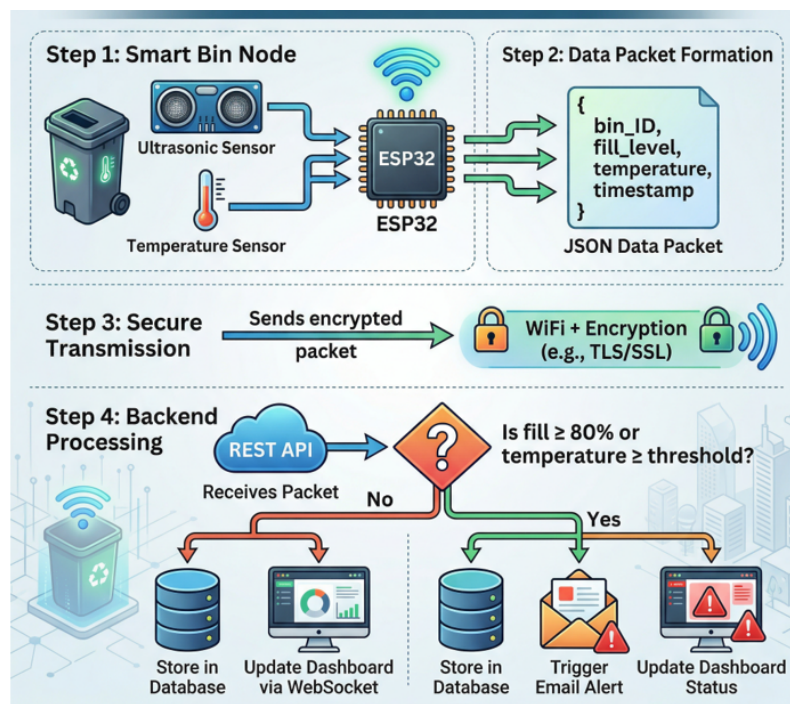 Step 1: Smart Bin Node
Ultrasonic Sensor
Temperature Sensor
ESP32
ESP32
Step 2: Data Packet Formation
{
bin_ID,
fill_level,
temperature,
timestamp
}
JSON Data Packet
Step 3: Secure
Transmission
Sends encrypted
packet
WiFi + Encryption
(e.g., TLS/SSL)
Step 4: Backend
Processing
REST API
Receives Packet
?
Is fill ≥ 80% or
temperature ≥ threshold?
No
Yes
Store in
Database
Update Dashboard
via WebSocket
Store in
Database
Trigger
Email Alert
Update Dashboard
Status